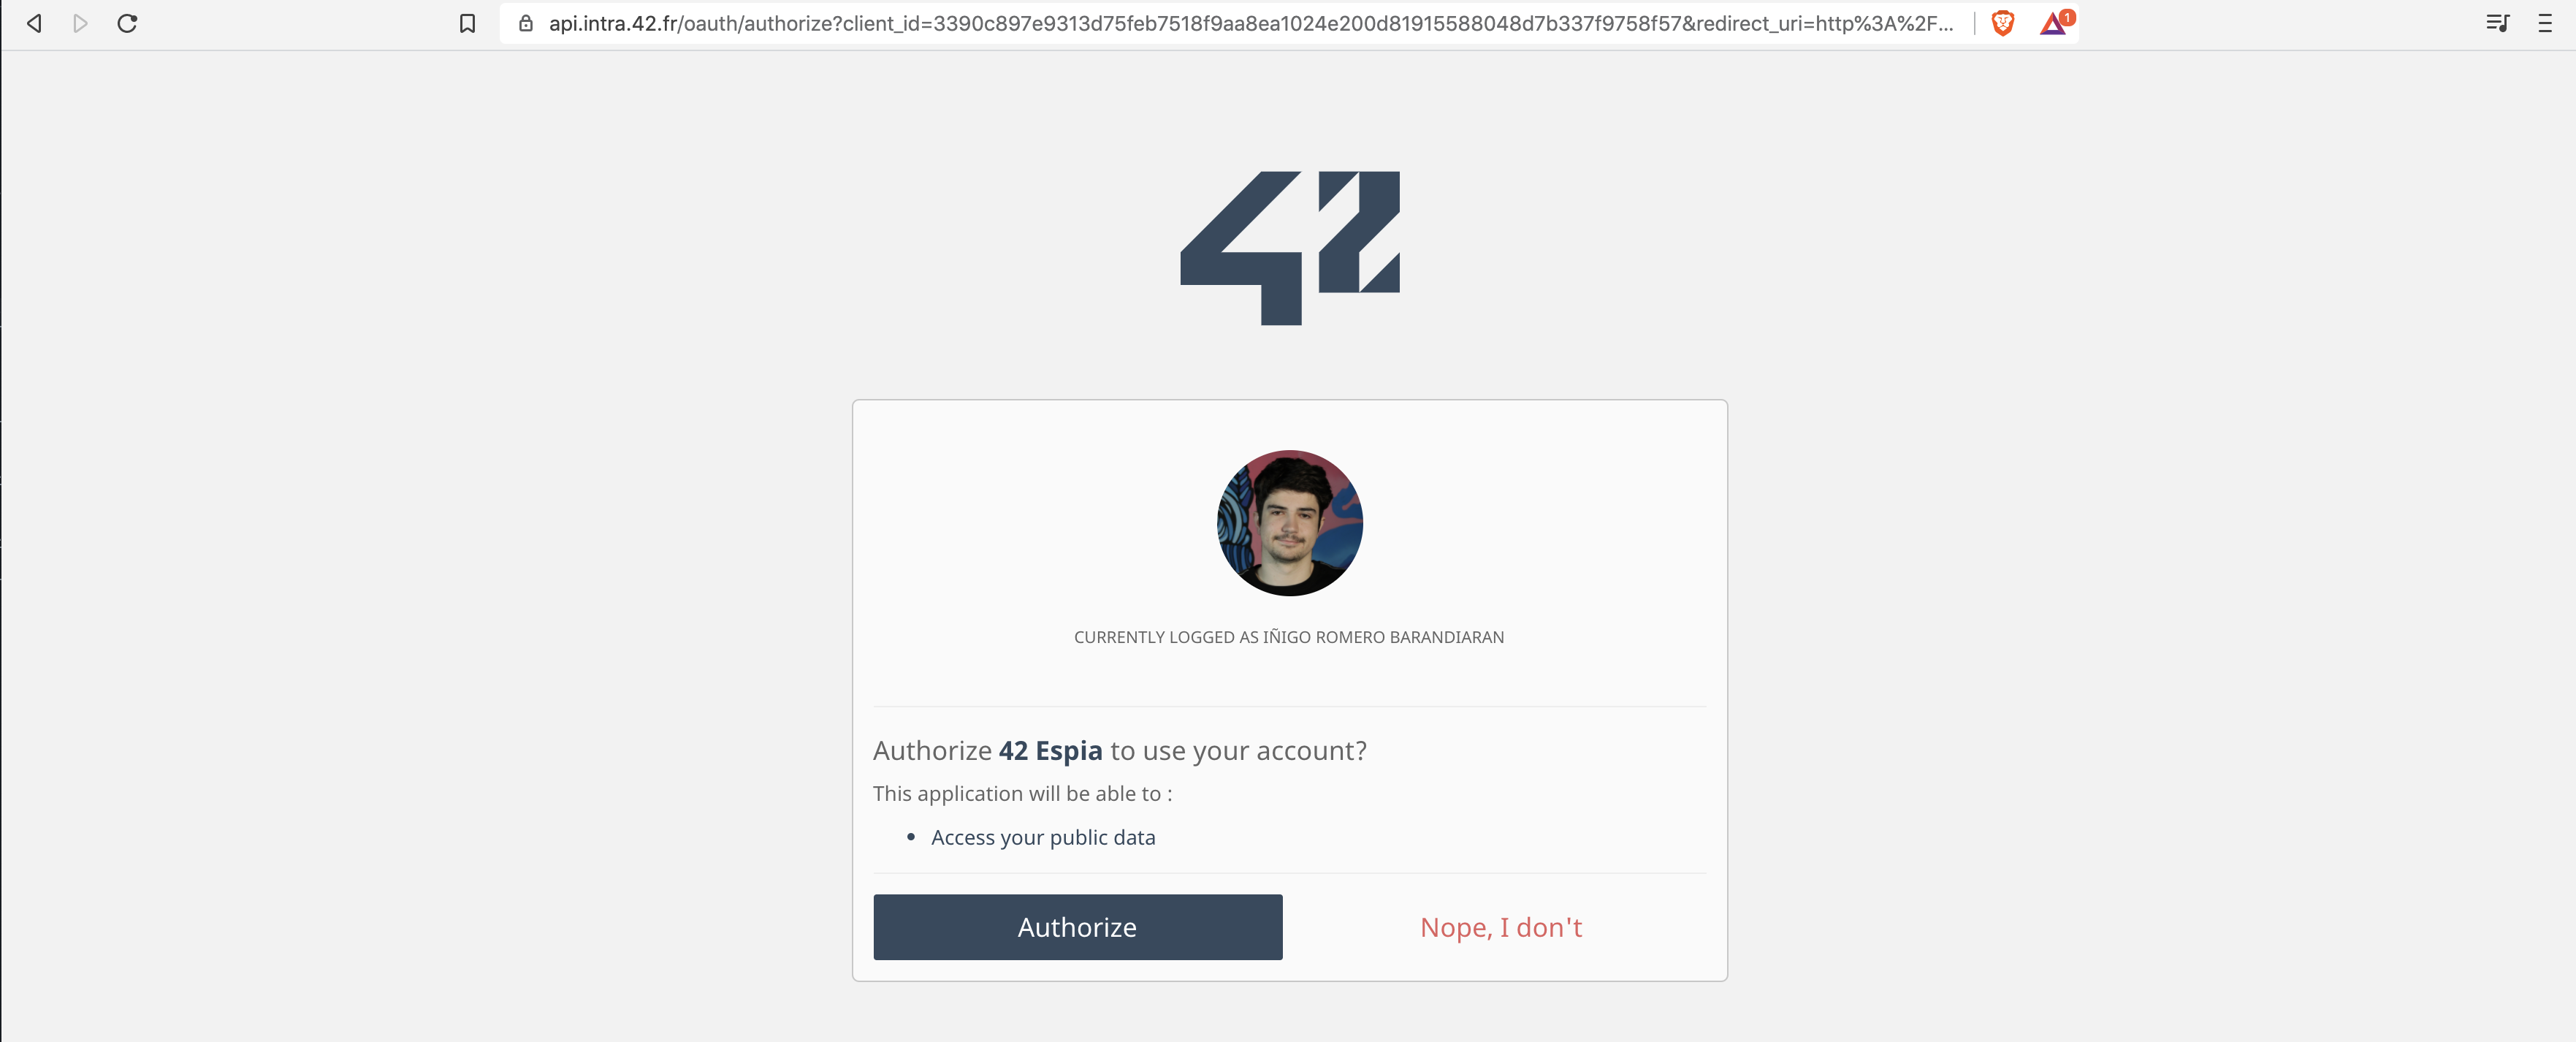 api.intra.42.fr/oauth/authorize?client_id=3390c897e9313d75feb7518f9aa8ea1024e200d81915588048d7b337f9758f57&redirect_uri=http%3A%2F...
1
42
CURRENTLY LOGGED AS IÑIGO ROMERO BARANDIARAN
Authorize 42 Espia to use your account?
This application will be able to :
• Access your public data
Authorize
Nope, I don't